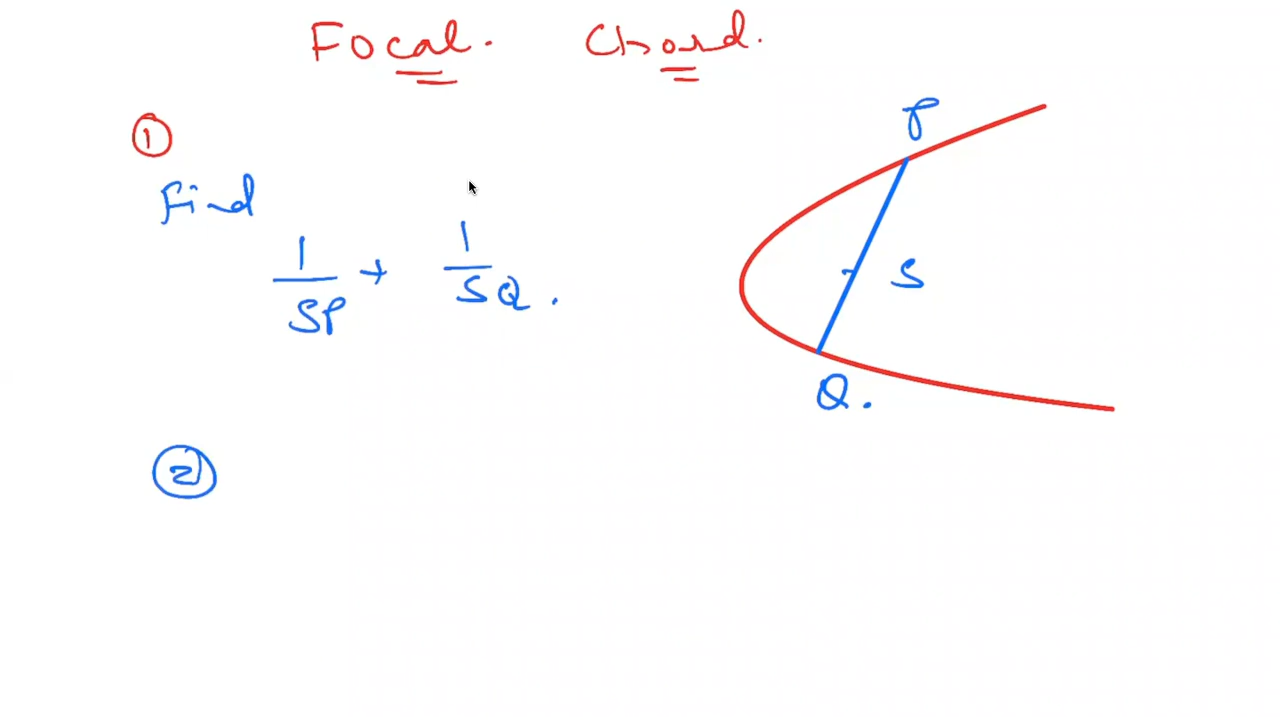 Focal. Chord.
①
Find
1/SP + 1/SQ.
P
S
Q.
②